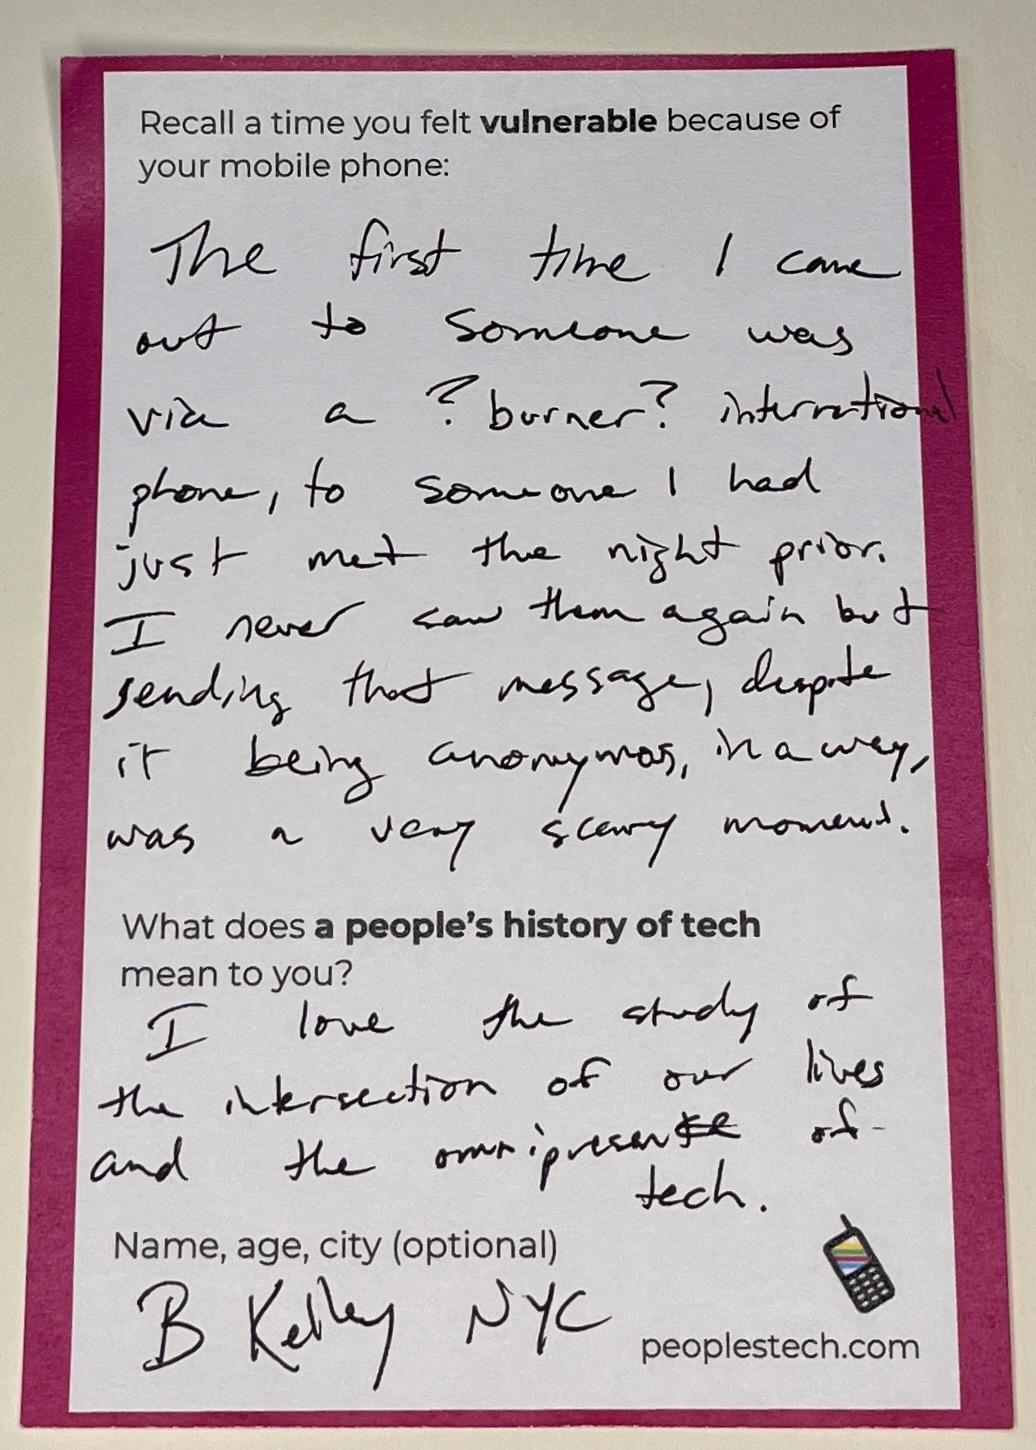 Recall a time you felt vulnerable because of
your mobile phone:
The first time I came
out to someone was
via a ?burner? international
phone, to someone I had
just met the night prior.
I never saw them again but
sending that message, despite
it being anonymous, in a way,
was a very scary moment.
What does a people's history of tech
mean to you?
I love the study of
the intersection of our lives
and the omnipresence of
tech.
Name, age, city (optional)
B Kelley NYC
peoplestech.com